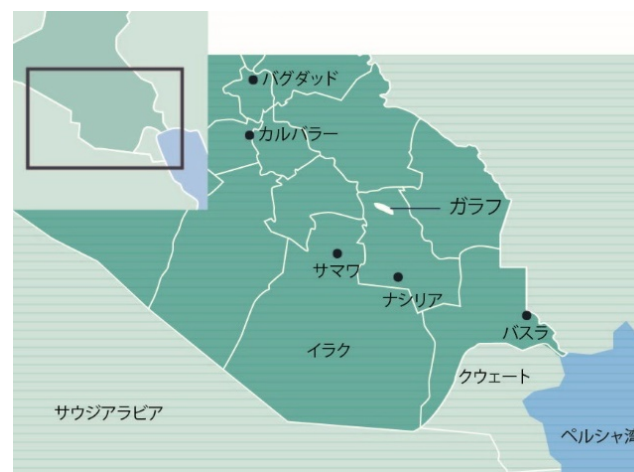 バグダッド
カルバラー
ガラフ
サマワ
ナシリア
バスラ
イラク
クウェート
サウジアラビア
ペルシャ湾